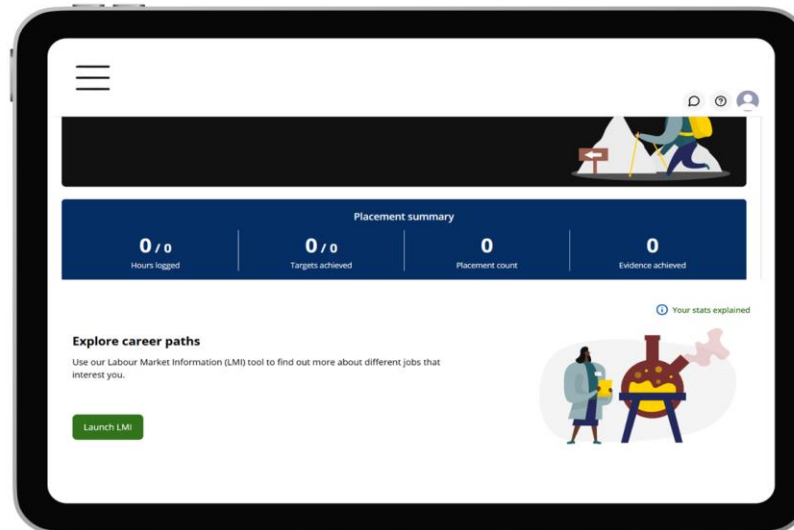 Placement summary
0 / 0
Hours logged
0 / 0
Targets achieved
0
Placement count
0
Evidence achieved
Your stats explained
Explore career paths
Use our Labour Market Information (LMI) tool to find out more about different jobs that
interest you.
Launch LMI